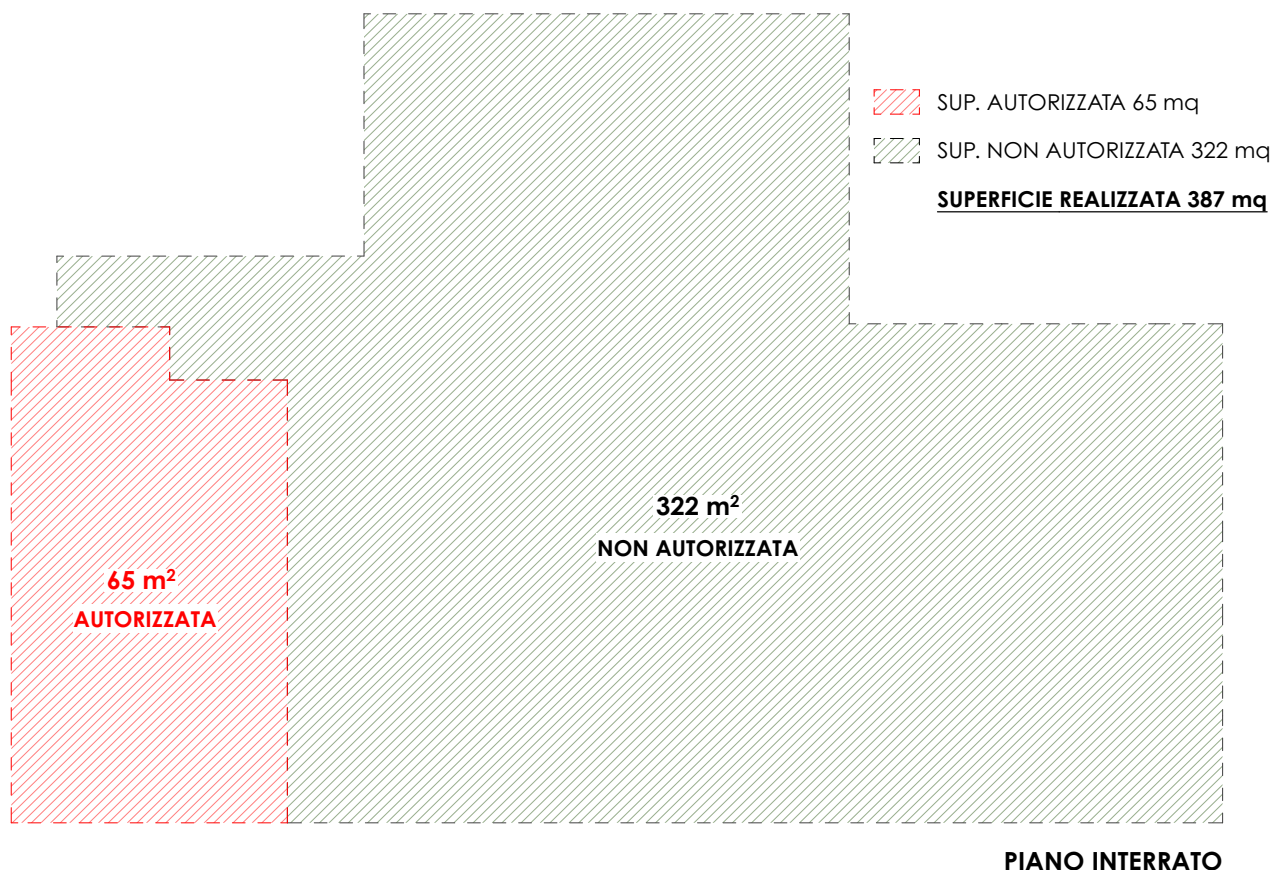 SUP. AUTORIZZATA 65 mq
SUP. NON AUTORIZZATA 322 mq
SUPERFICIE REALIZZATA 387 mq
322 m²
NON AUTORIZZATA
65 m²
AUTORIZZATA
PIANO INTERRATO